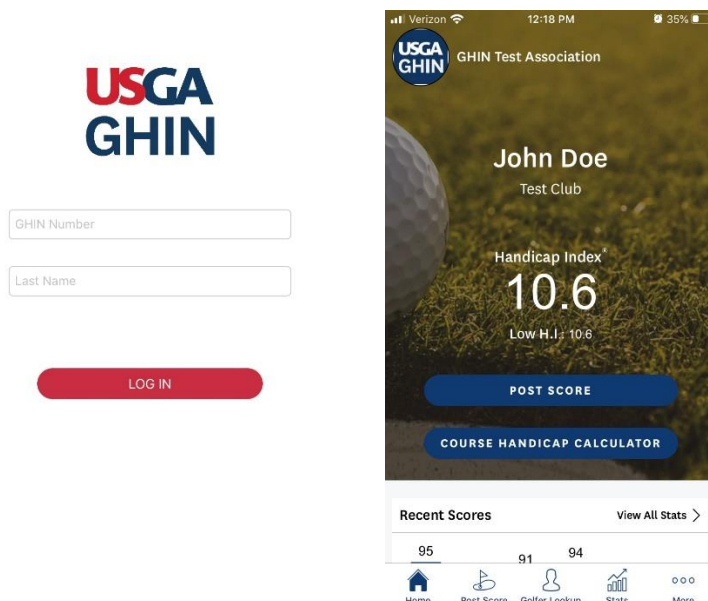 USGA
GHIN
GHIN Number
Last Name
LOG IN
Verizon 12:18 PM 35%
USGA
GHIN
GHIN Test Association
John Doe
Test Club
Handicap Index*
10.6
Low H.I.: 10.6
POST SCORE
COURSE HANDICAP CALCULATOR
Recent Scores View All Stats >
95 91 94
Home Post Score Golfer Lookup Stats More